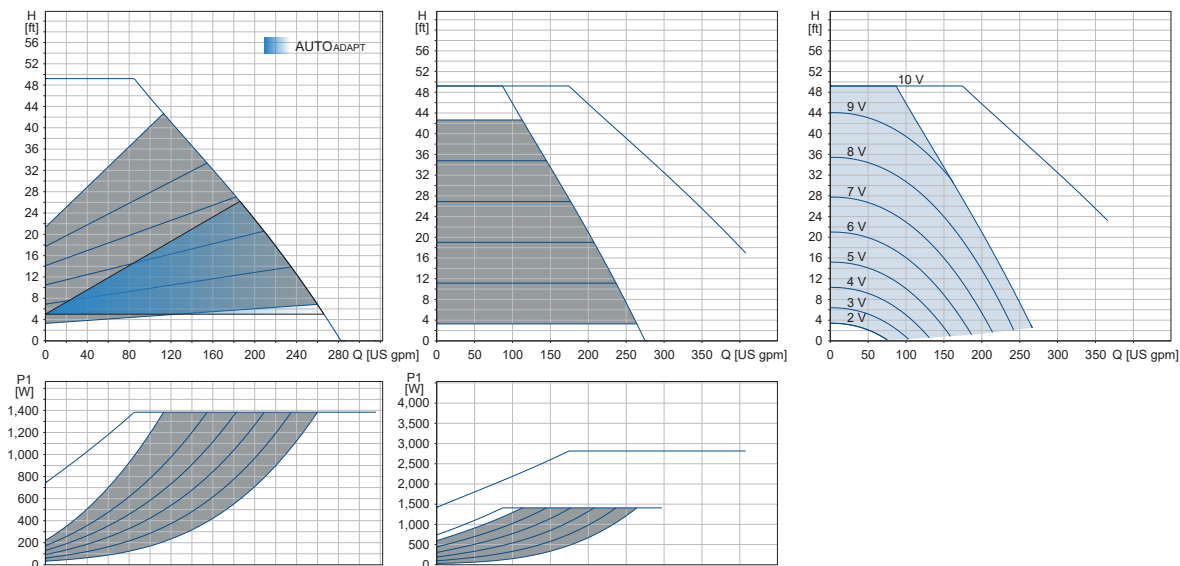 H
[ft]
56
52
48
44
40
36
32
28
24
20
16
12
8
4
0
AUTOADAPT
0 40 80 120 160 200 240 280 Q [US gpm]
H
[ft]
56
52
48
44
40
36
32
28
24
20
16
12
8
4
0
0 50 100 150 200 250 300 350 Q [US gpm]
H
[ft]
56
52
48
44
40
36
32
28
24
20
16
12
8
4
0
10 V
9 V
8 V
7 V
6 V
5 V
4 V
3 V
2 V
0 50 100 150 200 250 300 350 Q [US gpm]
P1
[W]
1,400
1,200
1,000
800
600
400
200
0
P1
[W]
4,000
3,500
3,000
2,500
2,000
1,500
1,000
500
0